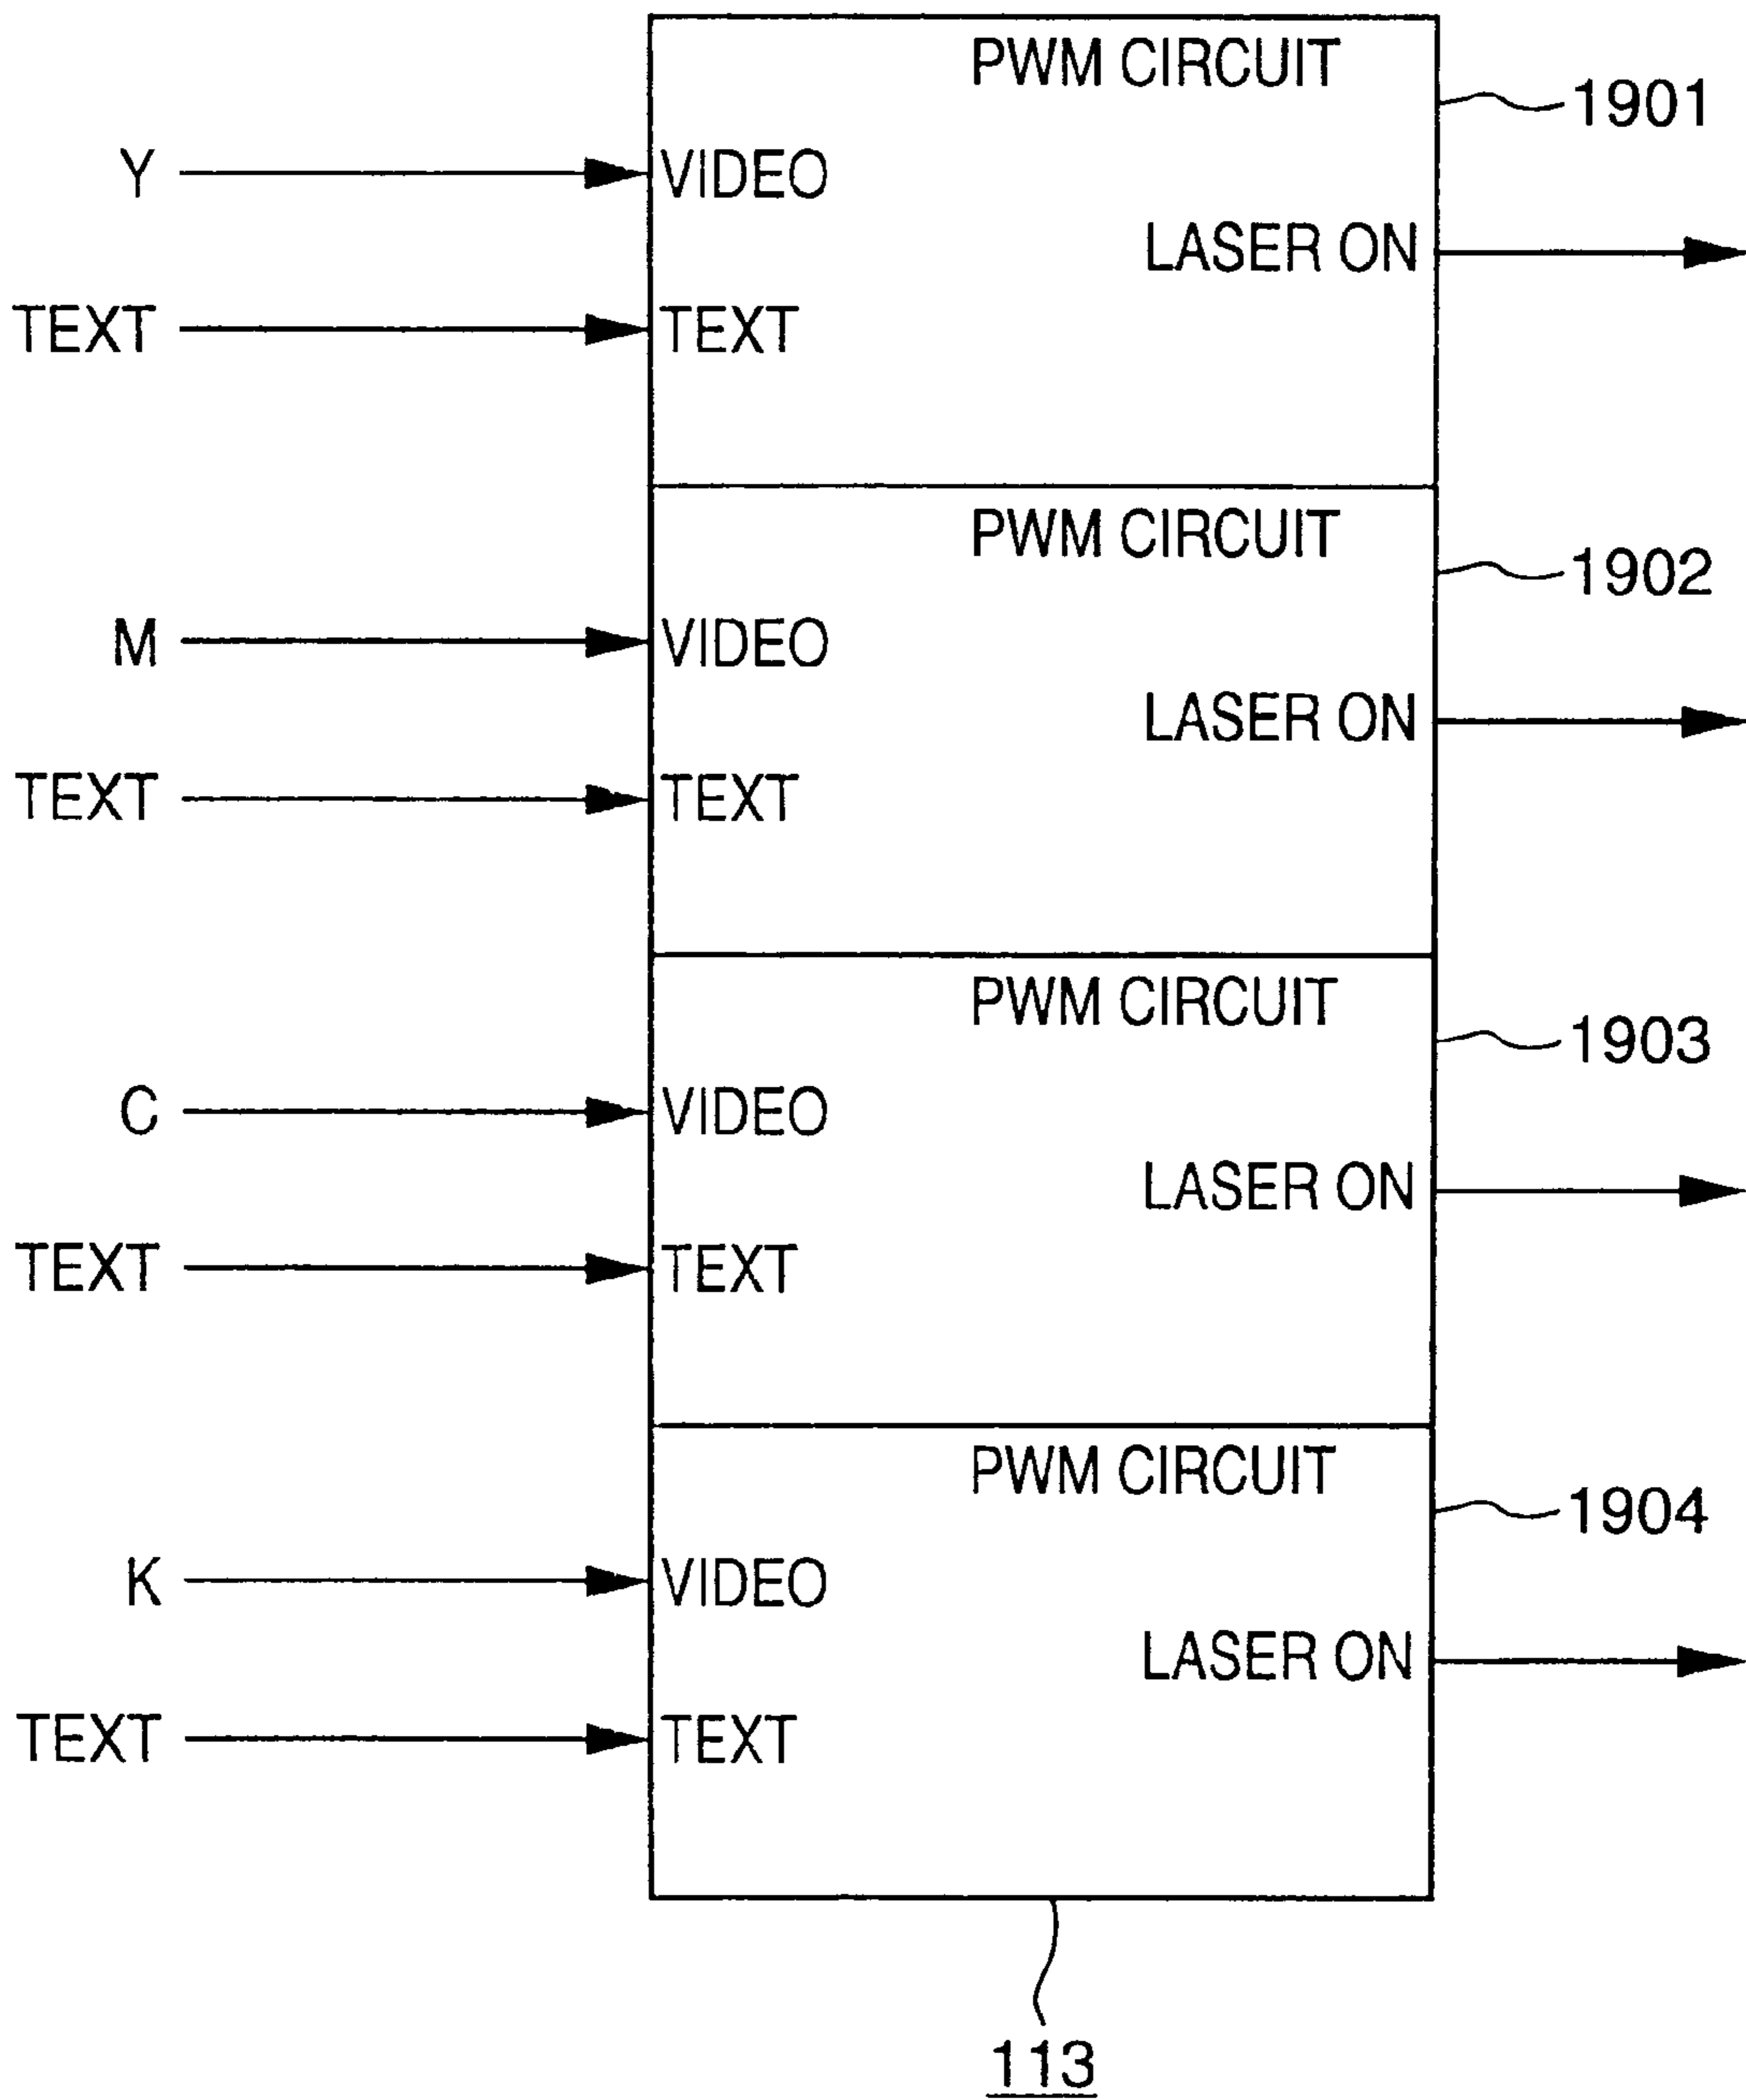 PWM CIRCUIT
1901
Y VIDEO
LASER ON
TEXT TEXT
PWM CIRCUIT
1902
M VIDEO
LASER ON
TEXT TEXT
PWM CIRCUIT
1903
C VIDEO
LASER ON
TEXT TEXT
PWM CIRCUIT
1904
K VIDEO
LASER ON
TEXT TEXT
113